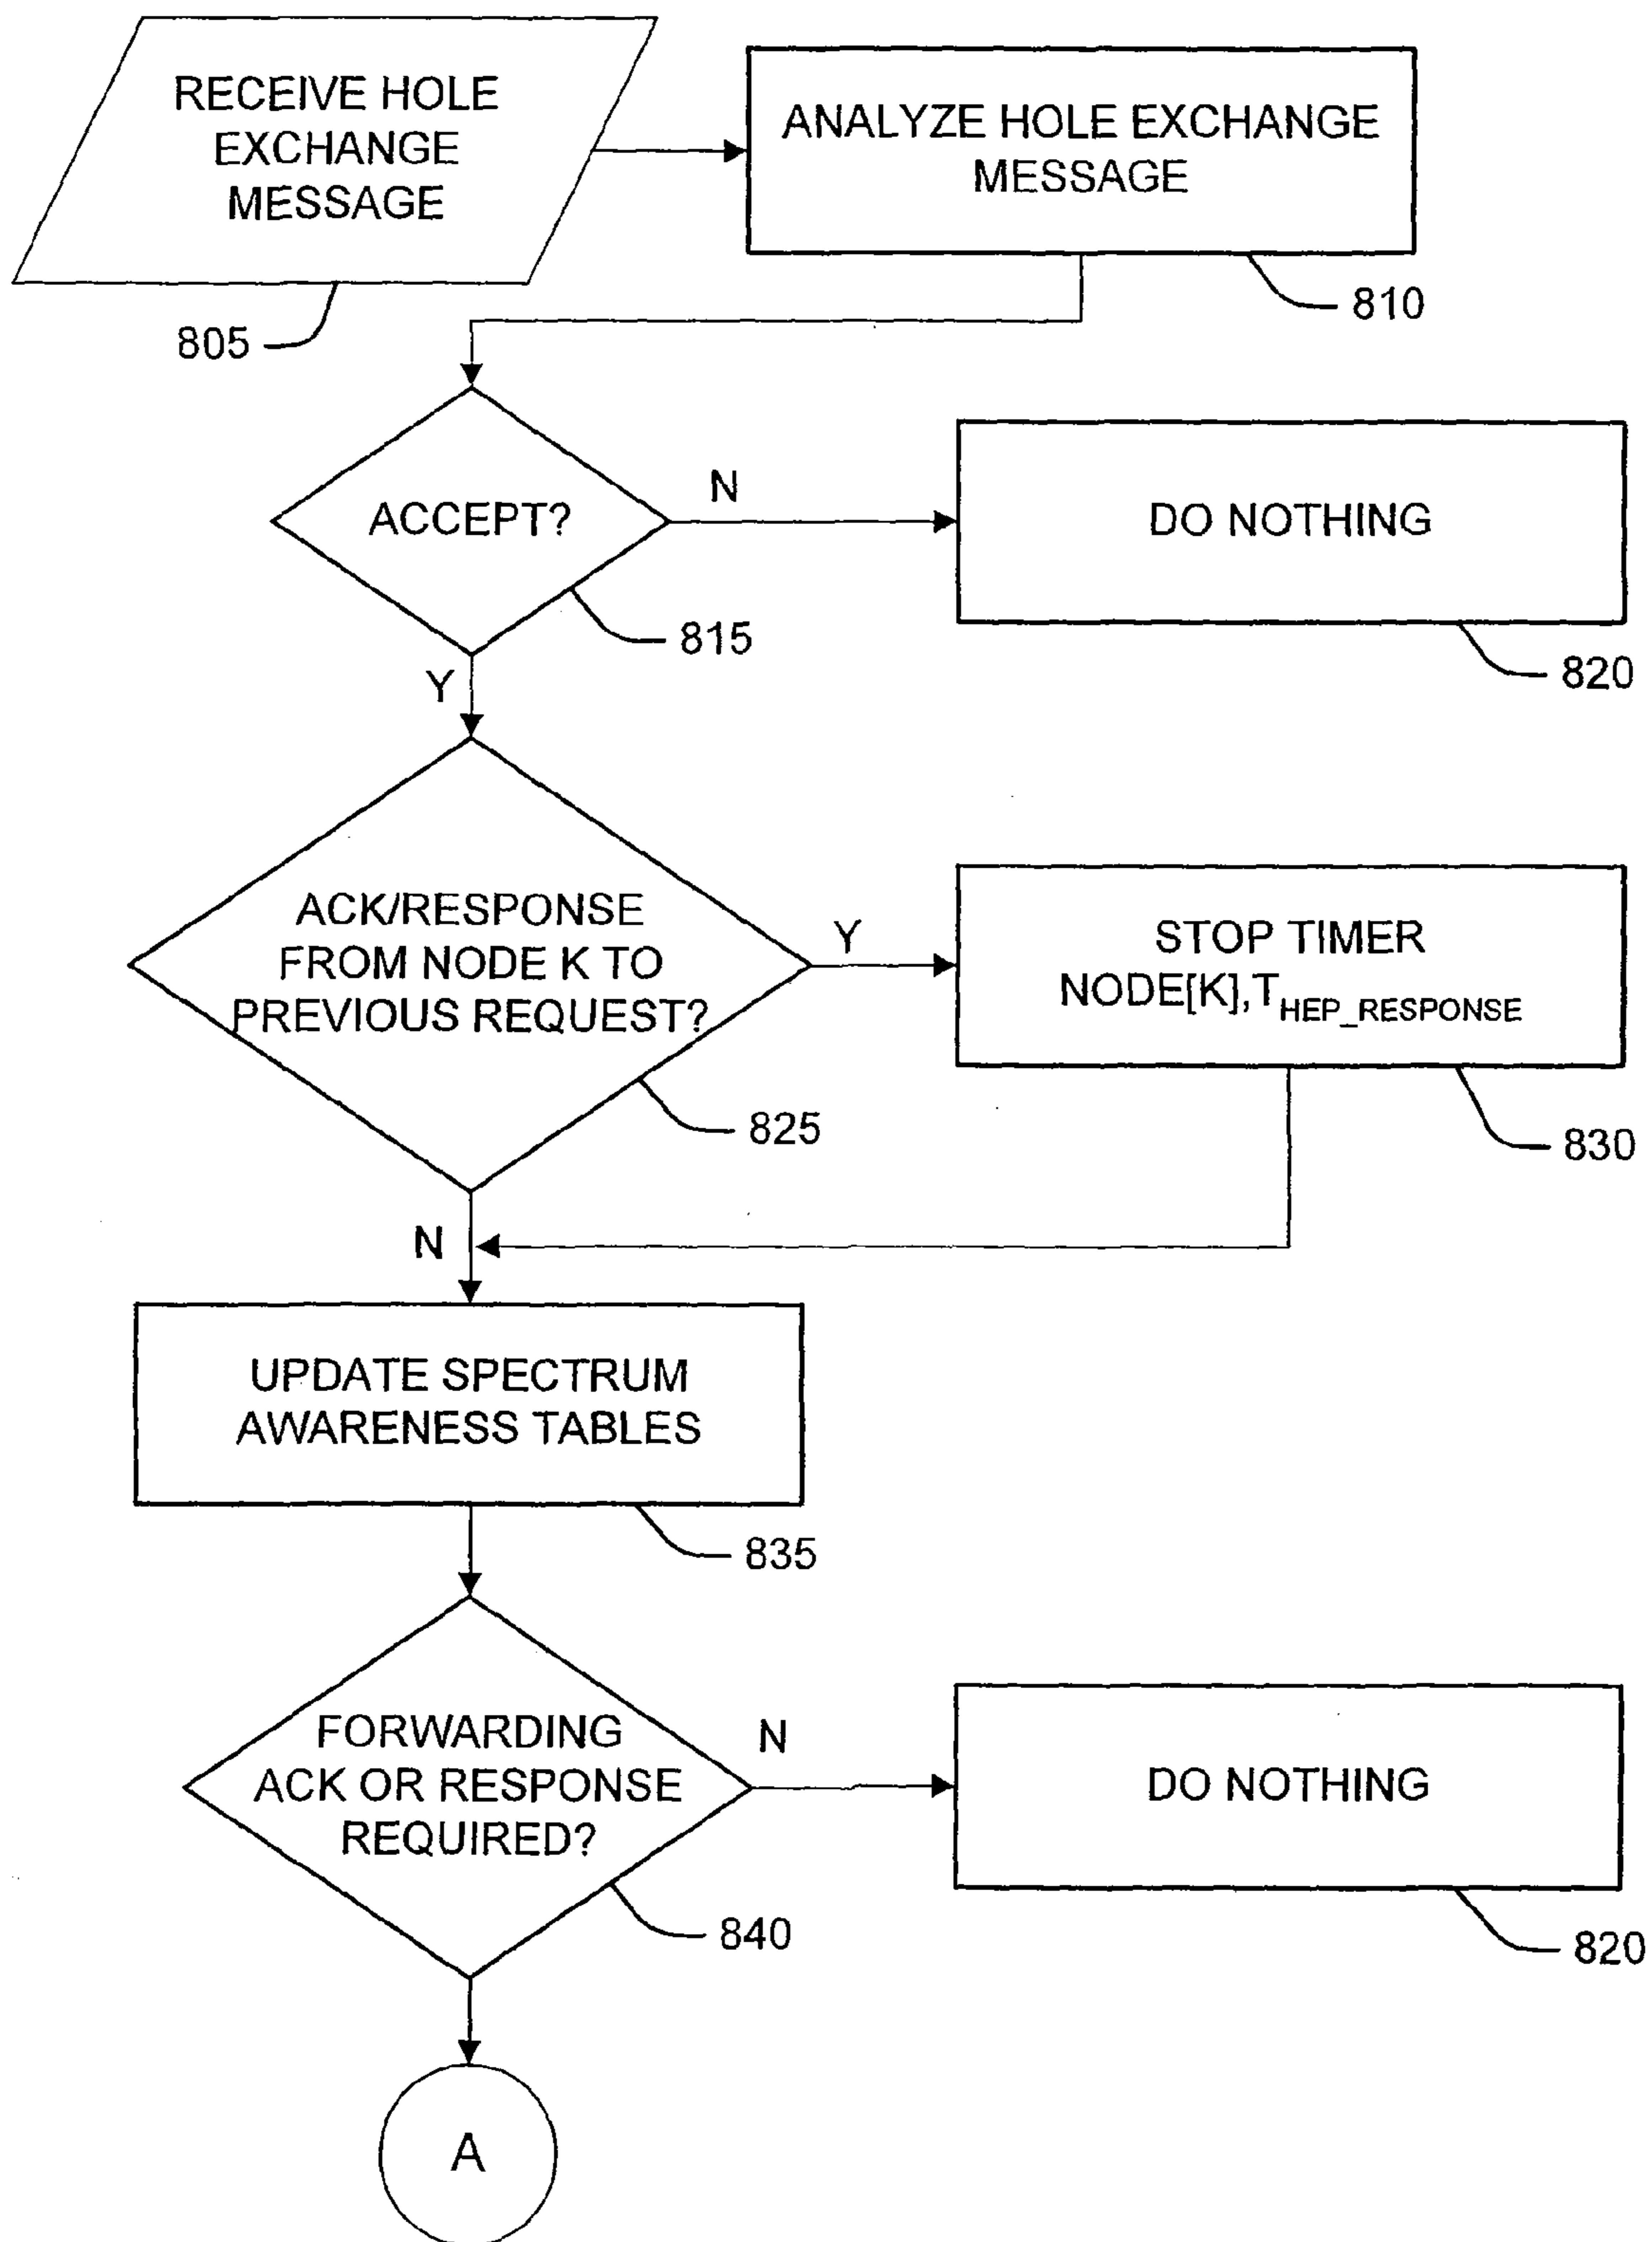 RECEIVE HOLE
EXCHANGE
MESSAGE
805
ANALYZE HOLE EXCHANGE
MESSAGE
810
ACCEPT?
815
N
DO NOTHING
820
Y
ACK/RESPONSE
FROM NODE K TO
PREVIOUS REQUEST?
825
Y
STOP TIMER
NODE[K],T_HEP_RESPONSE
830
N
UPDATE SPECTRUM
AWARENESS TABLES
835
FORWARDING
ACK OR RESPONSE
REQUIRED?
840
N
DO NOTHING
820
A